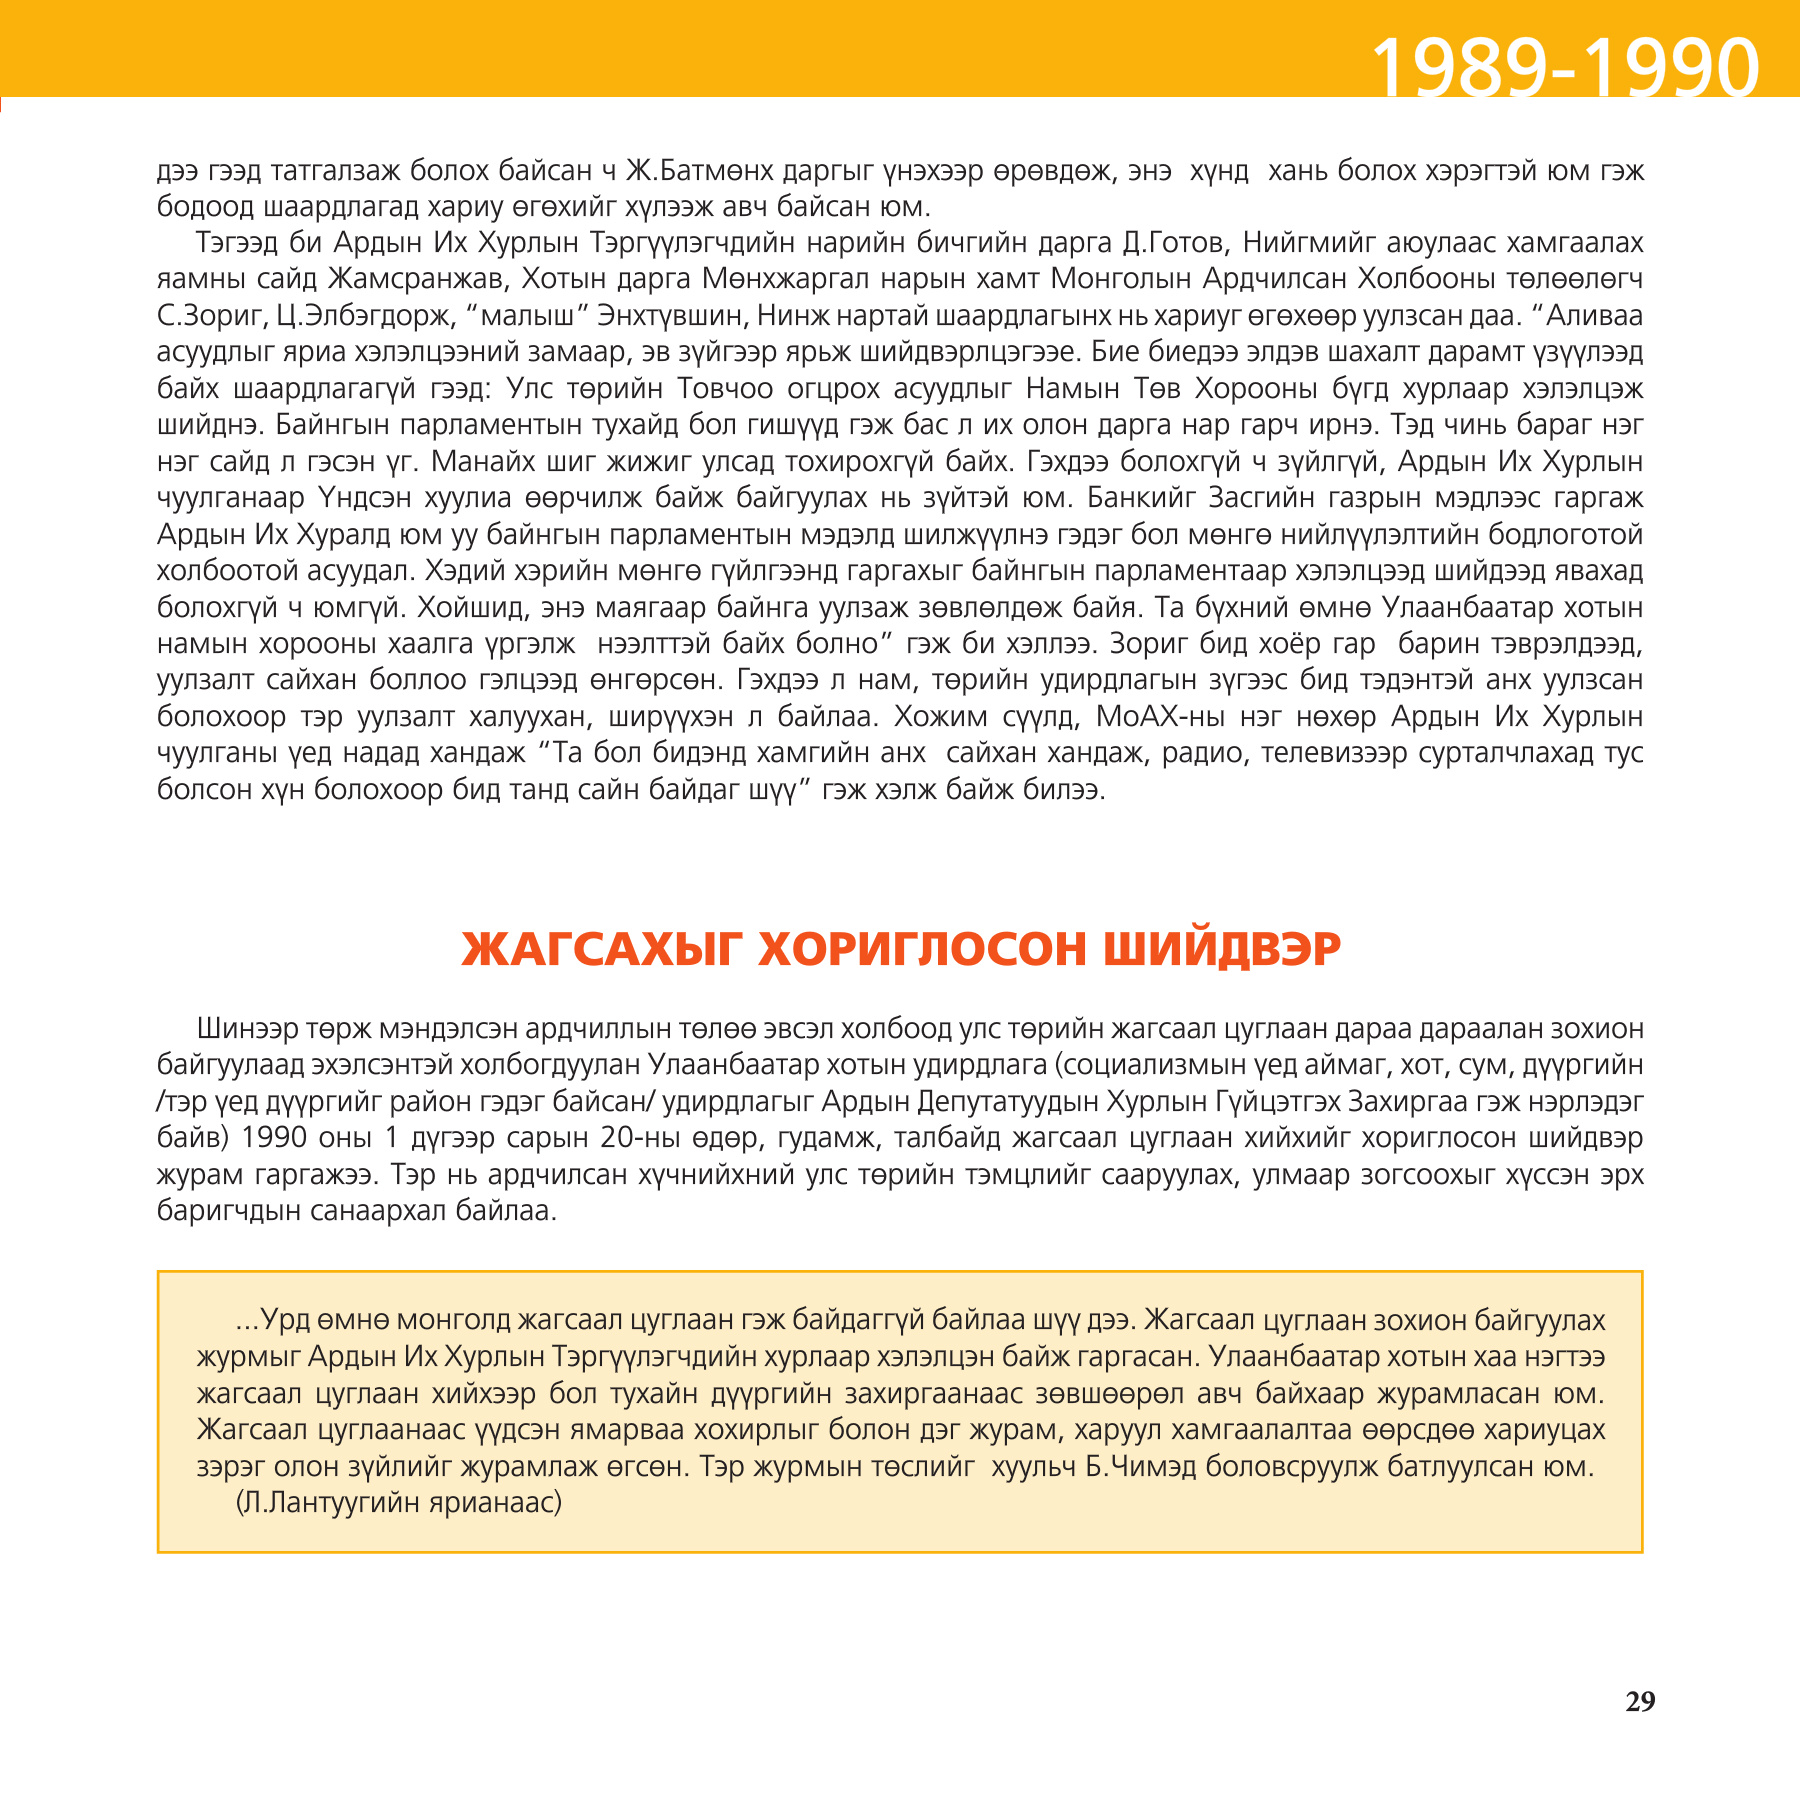 1989-1990
дээ гээд татгалзаж болох байсан ч Ж.Батмөнх даргыг үнэхээр өрөвдөж, энэ хүнд хань болох хэрэгтэй юм гэж
бодоод шаардлагад хариу өгөхийг хүлээж авч байсан юм.
Тэгээд би Ардын Их Хурлын Тэргүүлэгчдийн нарийн бичгийн дарга Д.Готов, Нийгмийг аюулаас хамгаалах
яамны сайд Жамсранжав, Хотын дарга Мөнхжаргал нарын хамт Монголын Ардчилсан Холбооны төлөөлөгч
С.Зориг, Ц.Элбэгдорж, “малыш” Энхтүвшин, Нинж нартай шаардлагынх нь хариуг өгөхөөр уулзсан даа. “Аливаа
асуудлыг яриа хэлэлцээний замаар, эв зүйгээр ярьж шийдвэрлцэгээе. Бие биедээ элдэв шахалт дарамт үзүүлээд
байх шаардлагагүй гээд: Улс төрийн Товчоо огцрох асуудлыг Намын Төв Хорооны бүгд хурлаар хэлэлцэж
шийднэ. Байнгын парламентын тухайд бол гишүүд гэж бас л их олон дарга нар гарч ирнэ. Тэд чинь бараг нэг
нэг сайд л гэсэн үг. Манайх шиг жижиг улсад тохирохгүй байх. Гэхдээ болохгүй ч зүйлгүй, Ардын Их Хурлын
чуулганаар Үндсэн хуулиа өөрчилж байж байгуулах нь зүйтэй юм. Банкийг Засгийн газрын мэдлээс гаргаж
Ардын Их Хуралд юм уу байнгын парламентын мэдэлд шилжүүлнэ гэдэг бол мөнгө нийлүүлэлтийн бодлоготой
холбоотой асуудал. Хэдий хэрийн мөнгө гүйлгээнд гаргахыг байнгын парламентаар хэлэлцээд шийдээд явахад
болохгүй ч юмгүй. Хойшид, энэ маягаар байнга уулзаж зөвлөлдөж байя. Та бүхний өмнө Улаанбаатар хотын
намын хорооны хаалга үргэлж нээлттэй байх болно” гэж би хэллээ. Зориг бид хоёр гар барин тэврэлдээд,
уулзалт сайхан боллоо гэлцээд өнгөрсөн. Гэхдээ л нам, төрийн удирдлагын зүгээс бид тэдэнтэй анх уулзсан
болохоор тэр уулзалт халуухан, ширүүхэн л байлаа. Хожим сүүлд, МоАХ-ны нэг нөхөр Ардын Их Хурлын
чуулганы үед надад хандаж “Та бол бидэнд хамгийн анх сайхан хандаж, радио, телевизээр сурталчлахад тус
болсон хүн болохоор бид танд сайн байдаг шүү” гэж хэлж байж билээ.
ЖАГСАХЫГ ХОРИГЛОСОН ШИЙДВЭР
Шинээр төрж мэндэлсэн ардчиллын төлөө эвсэл холбоод улс төрийн жагсаал цуглаан дараа дараалан зохион
байгуулаад эхэлсэнтэй холбогдуулан Улаанбаатар хотын удирдлага (социализмын үед аймаг, хот, сум, дүүргийн
/тэр үед дүүргийг район гэдэг байсан/ удирдлагыг Ардын Депутатуудын Хурлын Гүйцэтгэх Захиргаа гэж нэрлэдэг
байв) 1990 оны 1 дүгээр сарын 20-ны өдөр, гудамж, талбайд жагсаал цуглаан хийхийг хориглосон шийдвэр
журам гаргажээ. Тэр нь ардчилсан хүчнийхний улс төрийн тэмцлийг сааруулах, улмаар зогсоохыг хүссэн эрх
баригчдын санаархал байлаа.
...Урд өмнө монголд жагсаал цуглаан гэж байдаггүй байлаа шүү дээ. Жагсаал цуглаан зохион байгуулах
журмыг Ардын Их Хурлын Тэргүүлэгчдийн хурлаар хэлэлцэн байж гаргасан. Улаанбаатар хотын хаа нэгтээ
жагсаал цуглаан хийхээр бол тухайн дүүргийн захиргаанаас зөвшөөрөл авч байхаар журамласан юм.
Жагсаал цуглаанаас үүдсэн ямарваа хохирлыг болон дэг журам, харуул хамгаалалтаа өөрсдөө хариуцах
зэрэг олон зүйлийг журамлаж өгсөн. Тэр журмын төслийг хуульч Б.Чимэд боловсруулж батлуулсан юм.
(Л.Лантуугийн ярианаас)
29